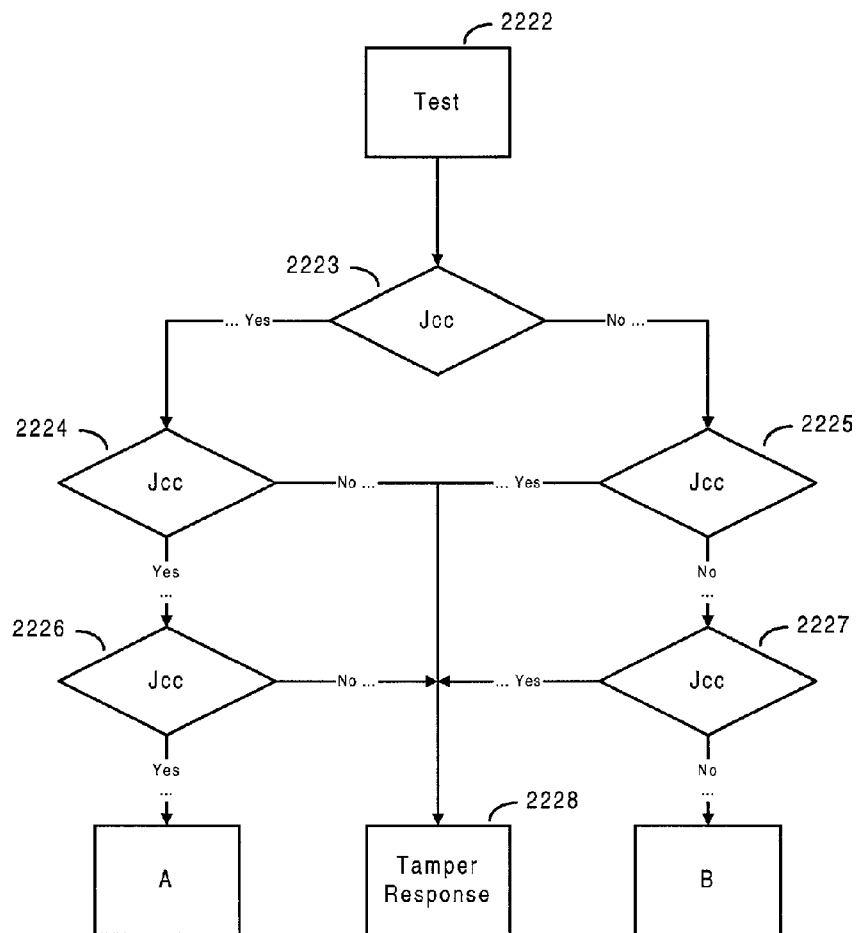 2222
Test
2223
Jcc
... Yes
No ...
2224
2225
Jcc
No ...
... Yes
Jcc
Yes
...
No
...
2226
2227
Jcc
No ...
... Yes
Jcc
Yes
...
No
...
2228
A
Tamper
Response
B